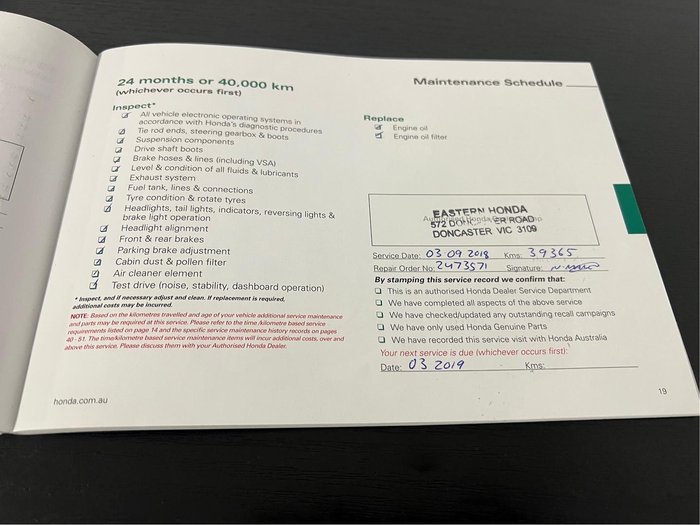 24 months or 40,000 km
(whichever occurs first)
Inspect*
All vehicle electronic operating systems in
accordance with Honda's diagnostic procedures
Tie rod ends, steering gearbox & boots
Suspension components
Drive shaft boots
Brake hoses & lines (including VSA)
Level & condition of all fluids & lubricants
Exhaust system
Fuel tank, lines & connections
Tyre condition & rotate tyres
Headlights, tail lights, indicators, reversing lights &
brake light operation
Headlight alignment
Front & rear brakes
Parking brake adjustment
Cabin dust & pollen filter
Air cleaner element
Test drive (noise, stability, dashboard operation)
* Inspect, and if necessary adjust and clean. If replacement is required,
additional costs may be incurred.
NOTE: Based on the kilometres travelled and age of your vehicle additional service maintenance
and parts may be required at this service. Please refer to the time/kilometre based service
requirements listed on page 14 and the specific service maintenance history records on pages
40 - 51. The time/kilometre based service maintenance items will incur additional costs, over and
above this service. Please discuss them with your Authorised Honda Dealer.
honda.com.au
Maintenance Schedule
Replace
Engine oil
Engine oil filter
EASTERN HONDA
Authorised Honda
572 ROAD
DONCASTER VIC 3109
Service Date: 03 09 2018 Kms: 39365
Repair Order No: 2473571 Signature:
By stamping this service record we confirm that:
This is an authorised Honda Dealer Service Department
We have completed all aspects of the above service
We have checked/updated any outstanding recall campaigns
We have only used Honda Genuine Parts
We have recorded this service visit with Honda Australia
Your next service is due (whichever occurs first):
Date: 03 2019 Kms:
19